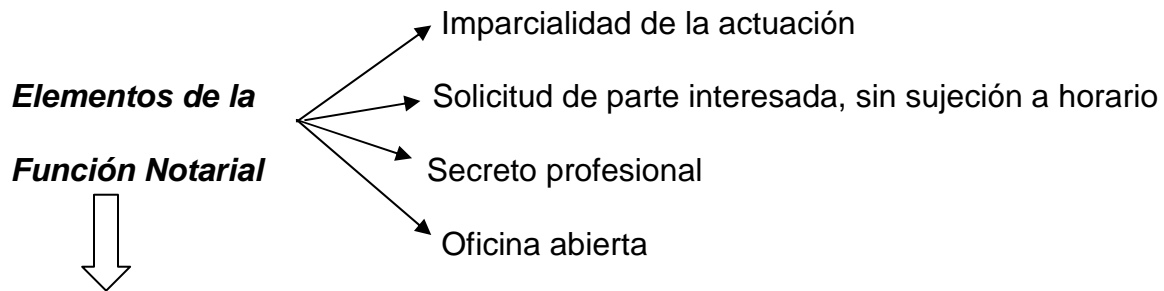 Imparcialidad de la actuación
Elementos de la
Solicitud de parte interesada, sin sujeción a horario
Función Notarial
Secreto profesional
Oficina abierta